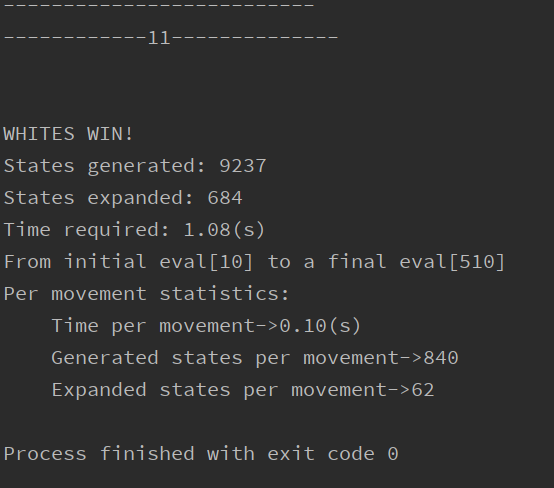 --------------------------
------------11--------------
WHITES WIN!
States generated: 9237
States expanded: 684
Time required: 1.08(s)
From initial eval[10] to a final eval[510]
Per movement statistics:
    Time per movement->0.10(s)
    Generated states per movement->840
    Expanded states per movement->62
Process finished with exit code 0